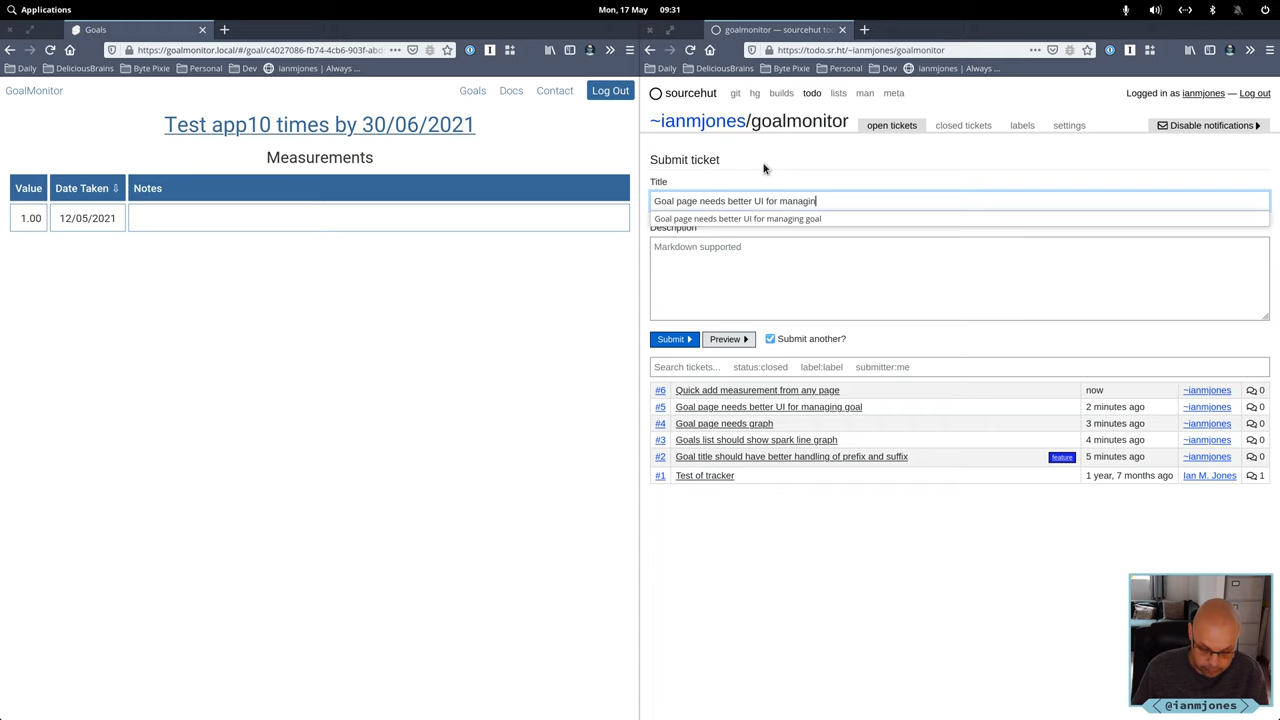 Applications
Mon, 17 May 09:31
Goals
https://goalmonitor.local/#/goal/c4027086-fb74-4cb6-903f-abd
Daily DeliciousBrains Byte Pixie Personal Dev ianmjones | Always ...
GoalMonitor
Goals Docs Contact Log Out
Test app10 times by 30/06/2021
Measurements
Value Date Taken ⇩ Notes
1.00 12/05/2021
goalmonitor — sourcehut to
https://todo.sr.ht/~ianmjones/goalmonitor
Daily DeliciousBrains Byte Pixie Personal Dev ianmjones | Always ...
sourcehut git hg builds todo lists man meta
Logged in as ianmjones — Log out
~ianmjones/goalmonitor open tickets closed tickets labels settings Disable notifications
Submit ticket
Title
Goal page needs better UI for managin
Goal page needs better UI for managing goal
Description
Markdown supported
Submit Preview Submit another?
Search tickets... status:closed label:label submitter:me
#6 Quick add measurement from any page now ~ianmjones 0
#5 Goal page needs better UI for managing goal 2 minutes ago ~ianmjones 0
#4 Goal page needs graph 3 minutes ago ~ianmjones 0
#3 Goals list should show spark line graph 4 minutes ago ~ianmjones 0
#2 Goal title should have better handling of prefix and suffix feature 5 minutes ago ~ianmjones 0
#1 Test of tracker 1 year, 7 months ago Ian M. Jones 1
@ianmjones